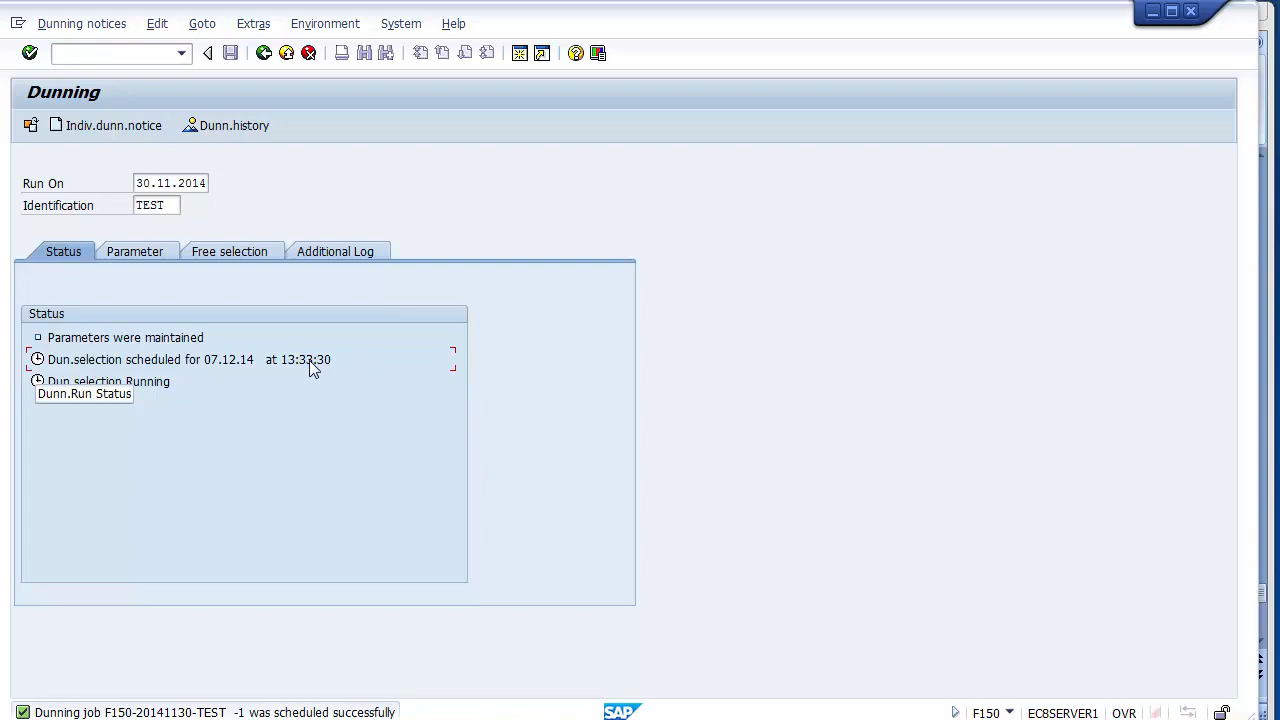 Dunning notices Edit Goto Extras Environment System Help
Dunning
Indiv.dunn.notice Dunn.history
Run On 30.11.2014
Identification TEST
Status Parameter Free selection Additional Log
Status
Parameters were maintained
Dun.selection scheduled for 07.12.14 at 13:33:30
Dun.selection Running
Dunn.Run Status
Dunning job F150-20141130-TEST -1 was scheduled successfully SAP F150 EC8SERVER1 OVR